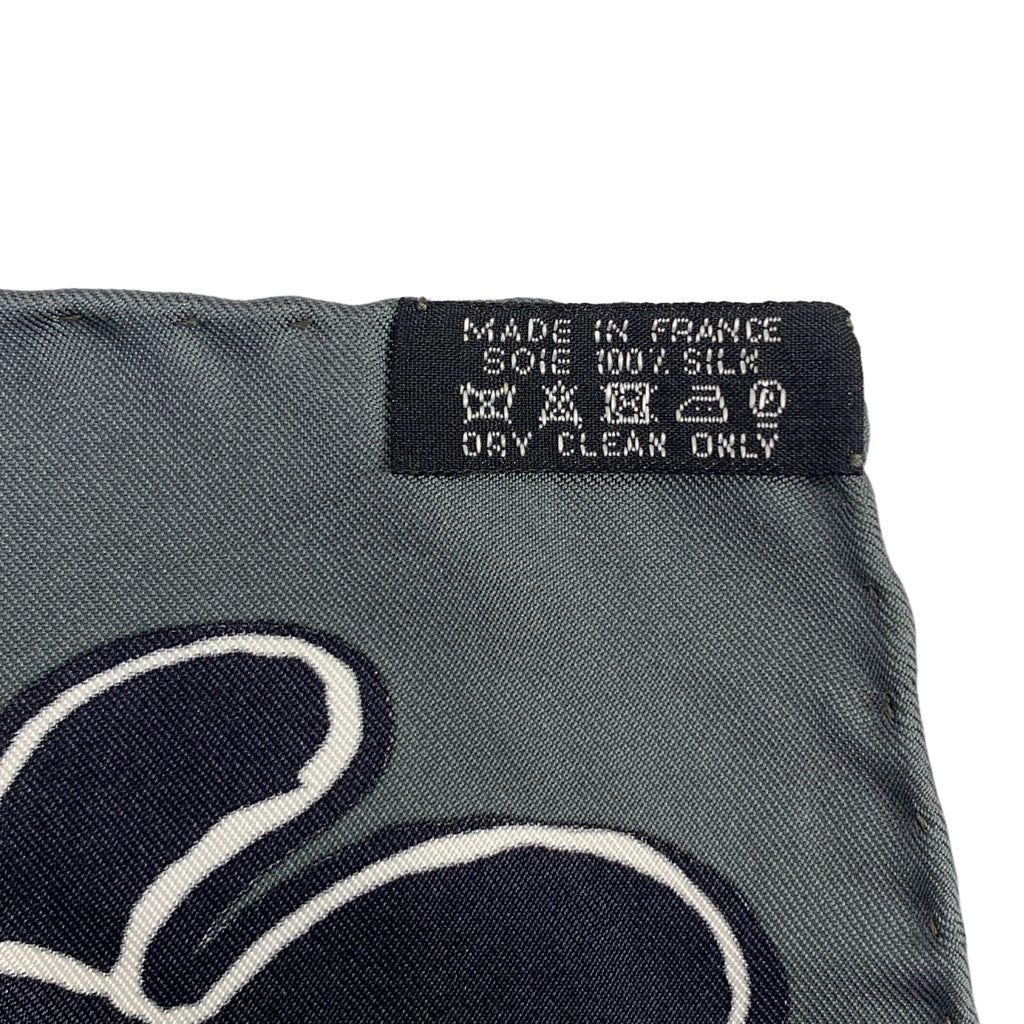 MADE IN FRANCE
SOIE 100% SILK
P
DRY CLEAN ONLY